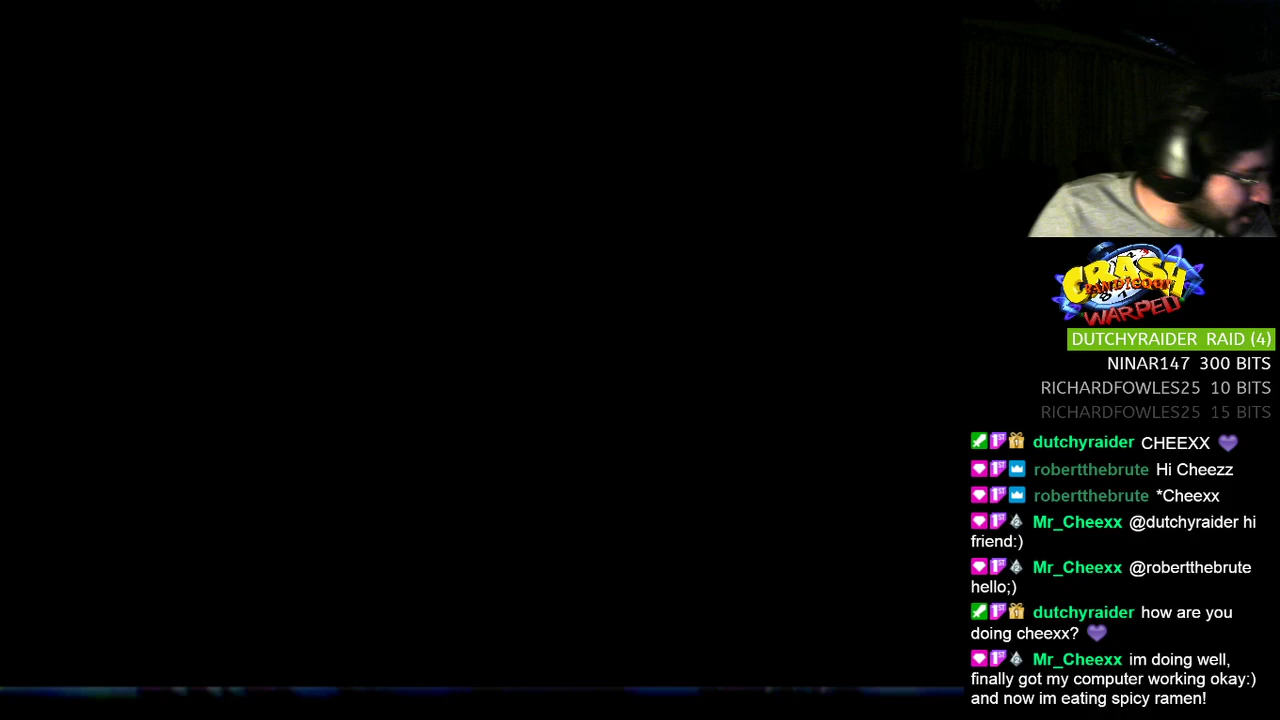 CRASH
BANDICOOT
WARPED
DUTCHYRAIDER RAID (4)
NINAR147 300 BITS
RICHARDFOWLES25 10 BITS
RICHARDFOWLES25 15 BITS
dutchyraider CHEEXX
robertthebrute Hi Cheezz
robertthebrute *Cheexx
Mr_Cheexx @dutchyraider hi
friend:)
Mr_Cheexx @robertthebrute
hello;)
dutchyraider how are you
doing cheexx?
Mr_Cheexx im doing well,
finally got my computer working okay:)
and now im eating spicy ramen!